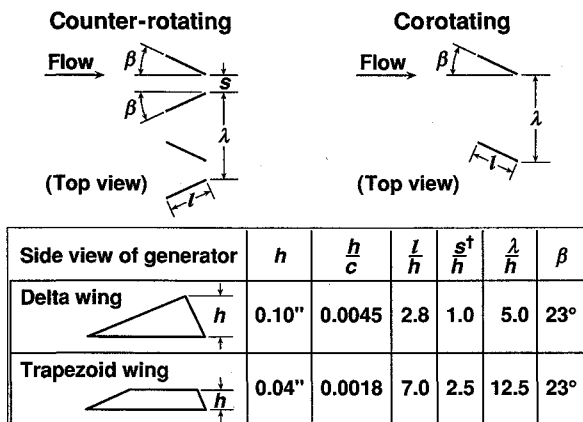 Counter-rotating
Corotating
Flow
β
s
β
λ
l
(Top view)
Flow
β
λ
l
(Top view)
Side view of generator h h/c l/h s†/h λ/h β
Delta wing
h 0.10" 0.0045 2.8 1.0 5.0 23°
Trapezoid wing
h 0.04" 0.0018 7.0 2.5 12.5 23°